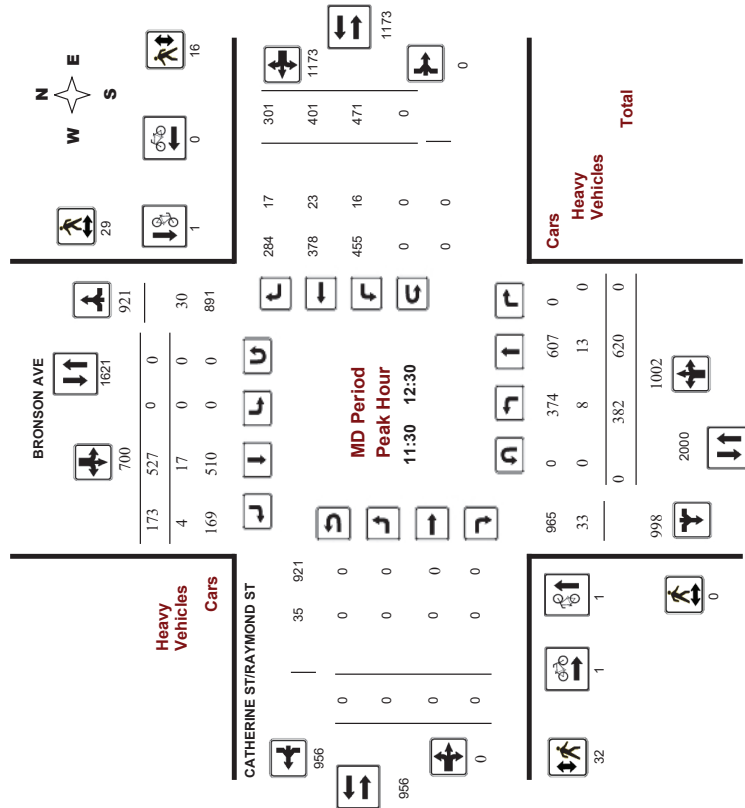 N
W E
S
16
0
29
1
BRONSON AVE
921
1621
700
173 527 0 0
4 17 0 0 30
169 510 0 0 891
Heavy
Vehicles
Cars
CATHERINE ST/RAYMOND ST
1173
1173
0
284 17 301
378 23 401
455 16 471
0 0 0
0 0
MD Period
Peak Hour
11:30 12:30
956
956
0
35 921
0 0 0
0 0 0
0 0 0
0 0 0
Cars
Heavy
Vehicles
Total
965 0 374 607 0
33 0 8 13 0
0 382 620 0
998
1002
2000
1
1
32
0